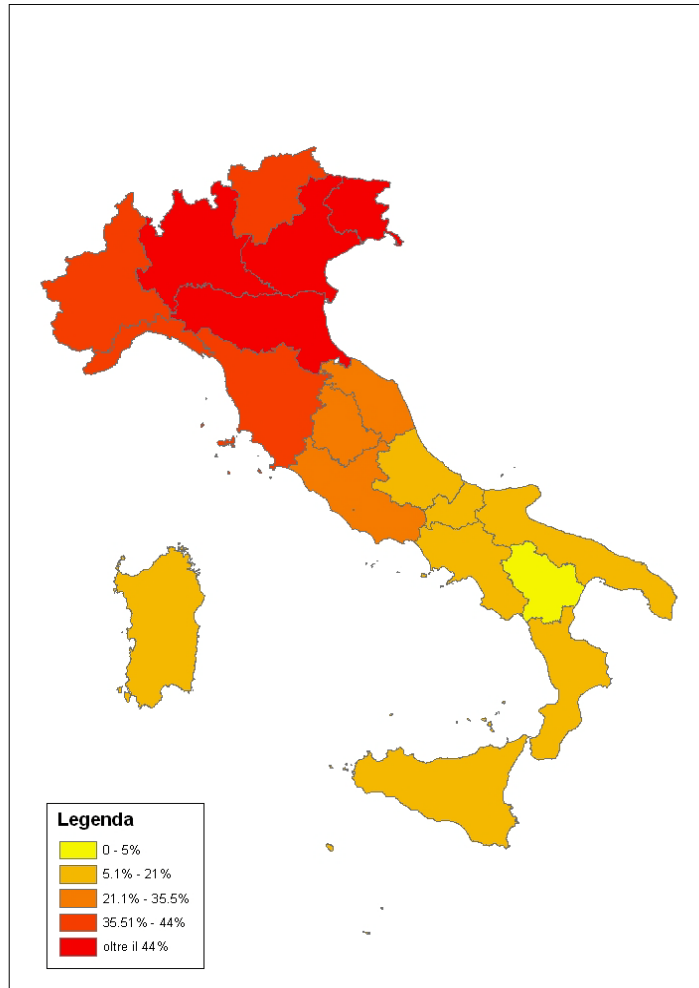 Legenda
0 - 5%
5.1% - 21%
21.1% - 35.5%
35.51% - 44%
oltre il 44%